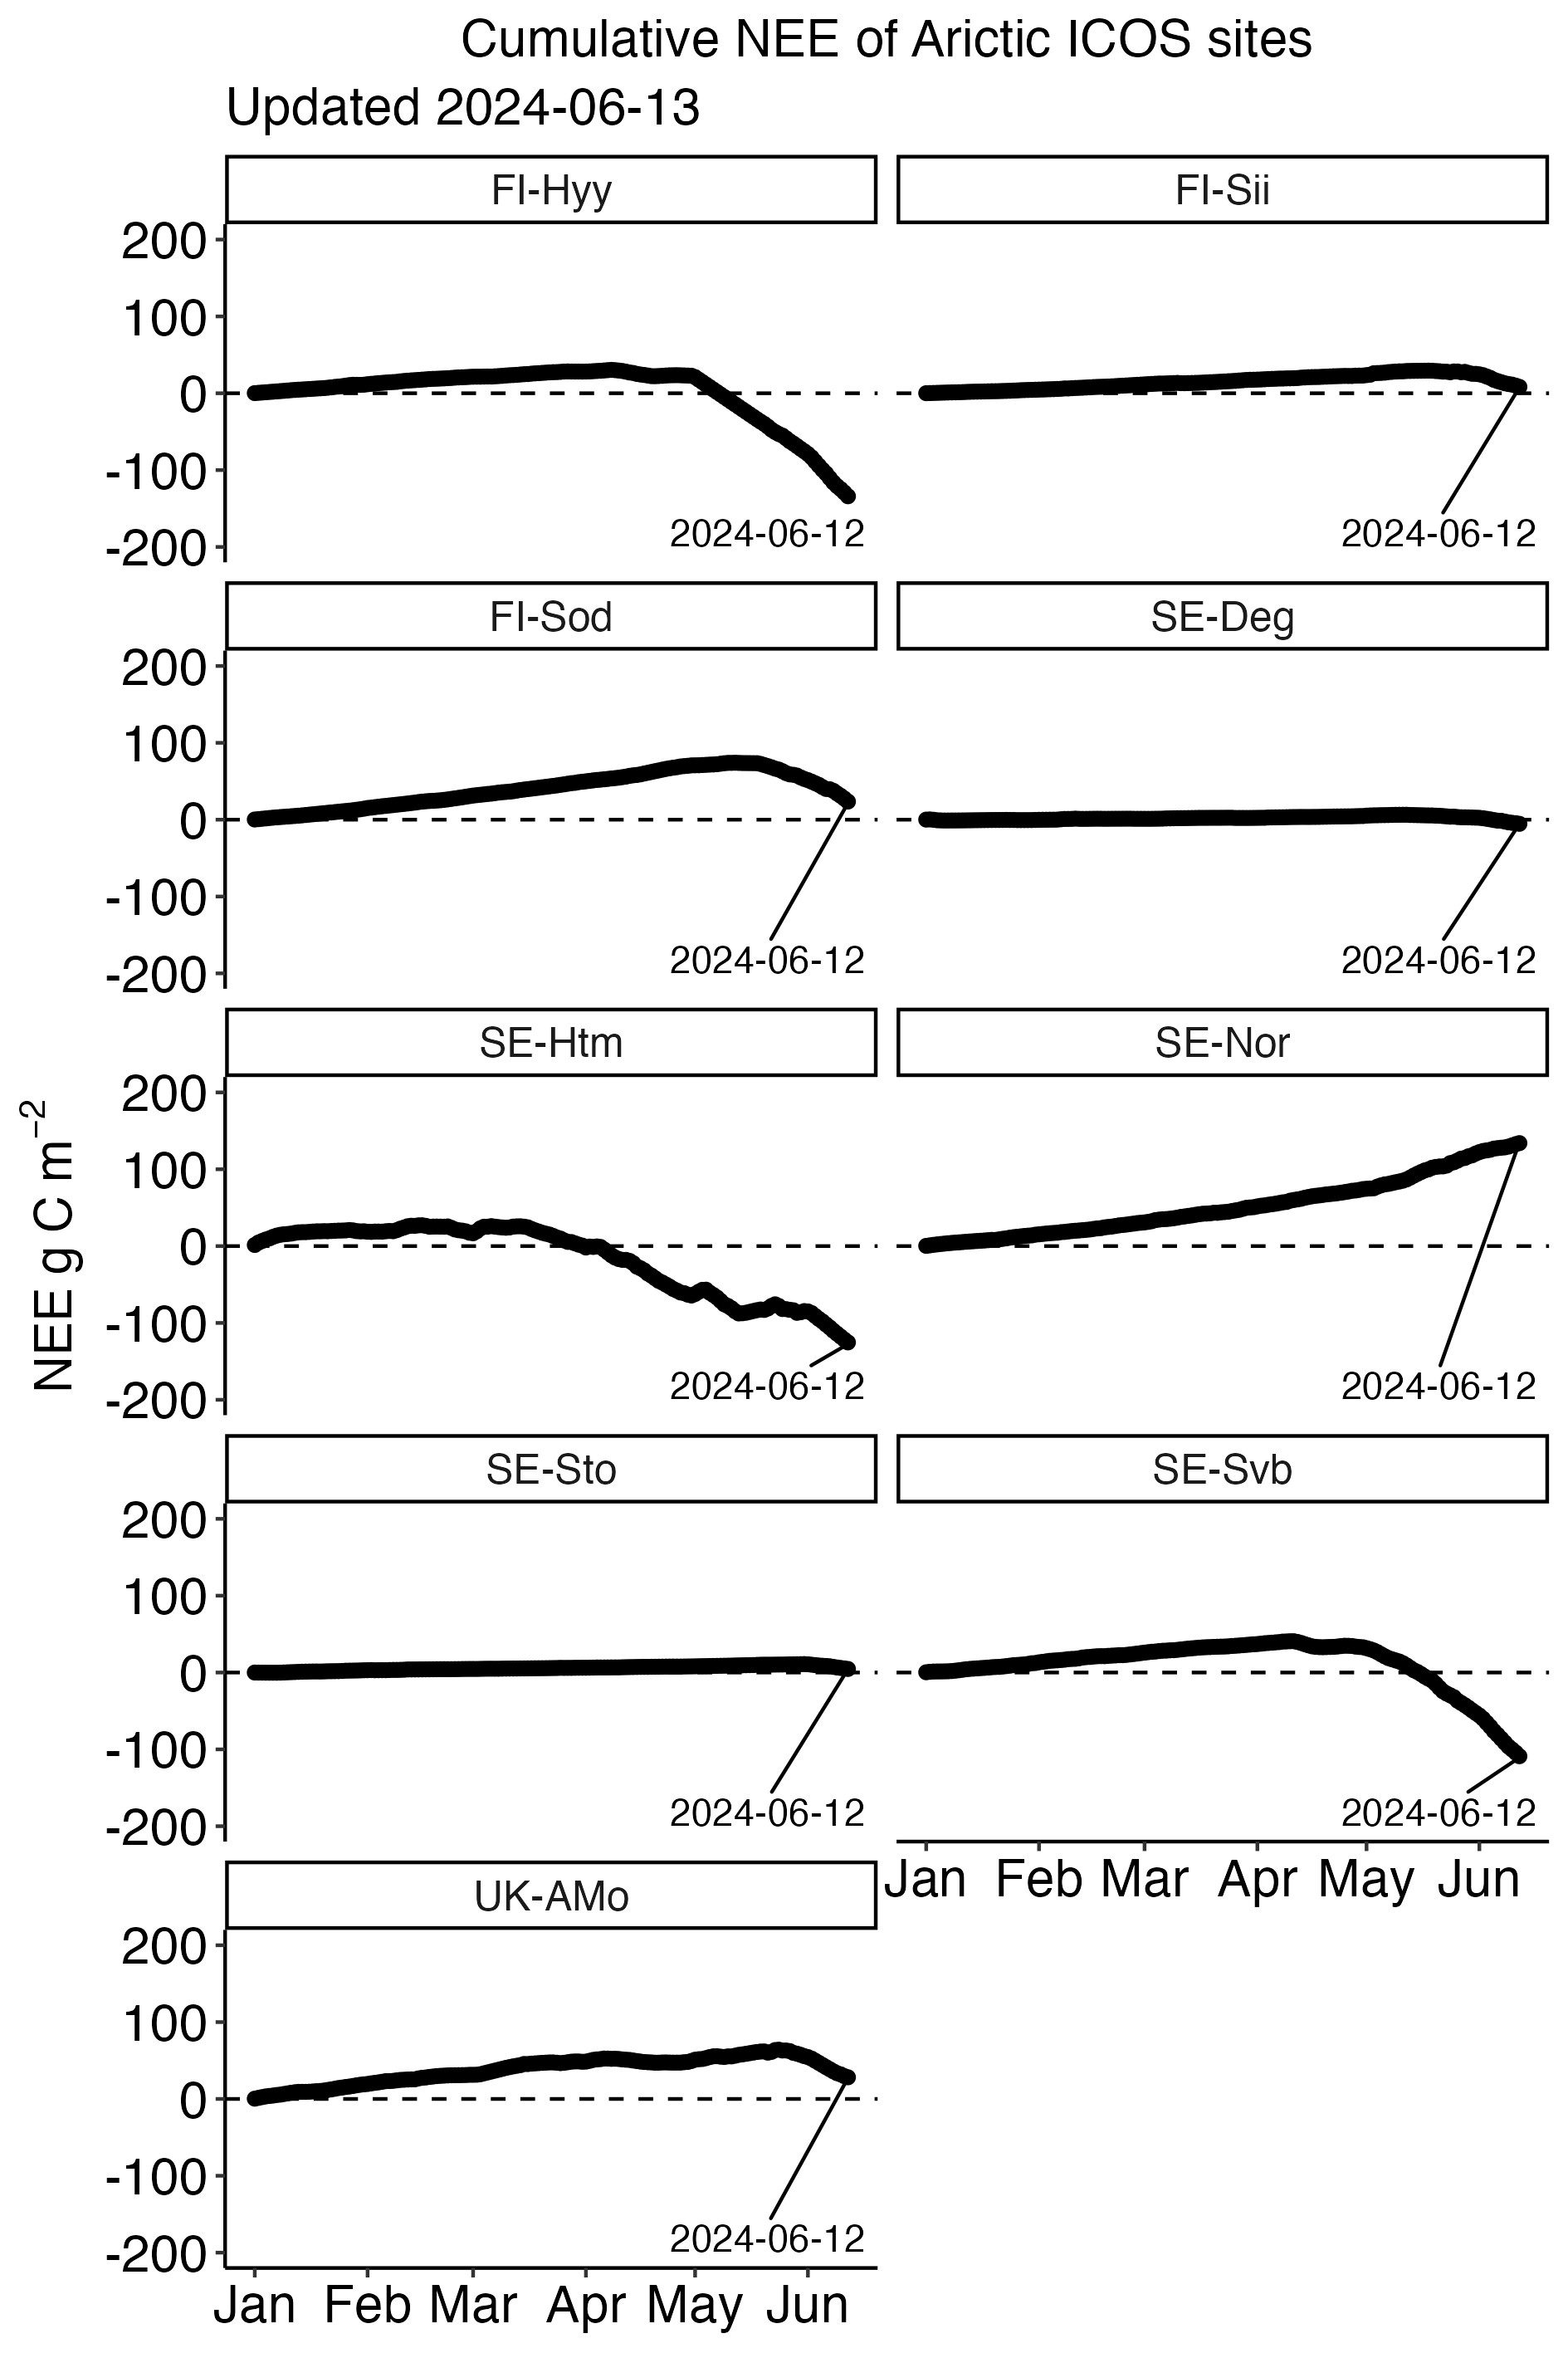 Cumulative NEE of Arictic ICOS sites
Updated 2024-06-13
FI-Hyy
FI-Sii
200
100
0
-100
-200
2024-06-12
2024-06-12
FI-Sod
SE-Deg
200
100
0
-100
-200
2024-06-12
2024-06-12
SE-Htm
SE-Nor
200
100
0
-100
-200
2024-06-12
2024-06-12
NEE g C m⁻²
SE-Sto
SE-Svb
200
100
0
-100
-200
2024-06-12
2024-06-12
Jan Feb Mar Apr May Jun
UK-AMo
200
100
0
-100
-200
2024-06-12
Jan Feb Mar Apr May Jun